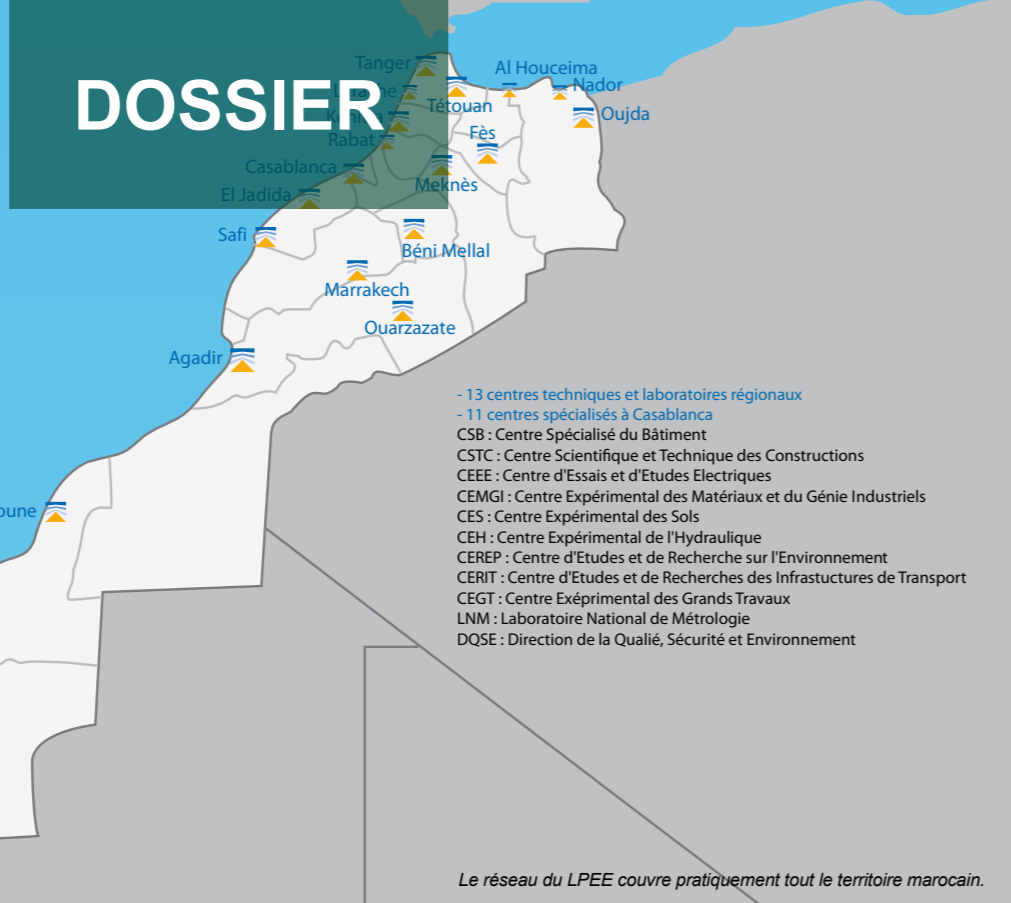 DOSSIER
Tanger
Al Houceima
Nador
Tétouan
Oujda
Rabat
Fès
Casablanca
Meknès
El Jadida
Safi
Béni Mellal
Marrakech
Ouarzazate
Agadir
oune
- 13 centres techniques et laboratoires régionaux
- 11 centres spécialisés à Casablanca
CSB : Centre Spécialisé du Bâtiment
CSTC : Centre Scientifique et Technique des Constructions
CEEE : Centre d'Essais et d'Etudes Electriques
CEMGI : Centre Expérimental des Matériaux et du Génie Industriels
CES : Centre Expérimental des Sols
CEH : Centre Expérimental de l'Hydraulique
CEREP : Centre d'Etudes et de Recherche sur l'Environnement
CERIT : Centre d'Etudes et de Recherches des Infrastuctures de Transport
CEGT : Centre Exéprimental des Grands Travaux
LNM : Laboratoire National de Métrologie
DQSE : Direction de la Qualié, Sécurité et Environnement
Le réseau du LPEE couvre pratiquement tout le territoire marocain.